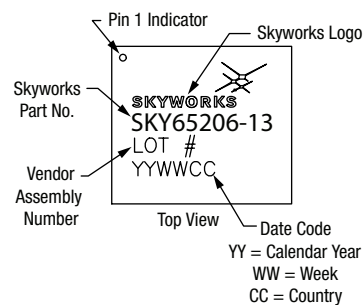 Pin 1 Indicator
Skyworks Logo
Skyworks
Part No.
SKYWORKS
SKY65206-13
LOT #
YYWWCC
Vendor
Assembly
Number
Top View
Date Code
YY = Calendar Year
WW = Week
CC = Country